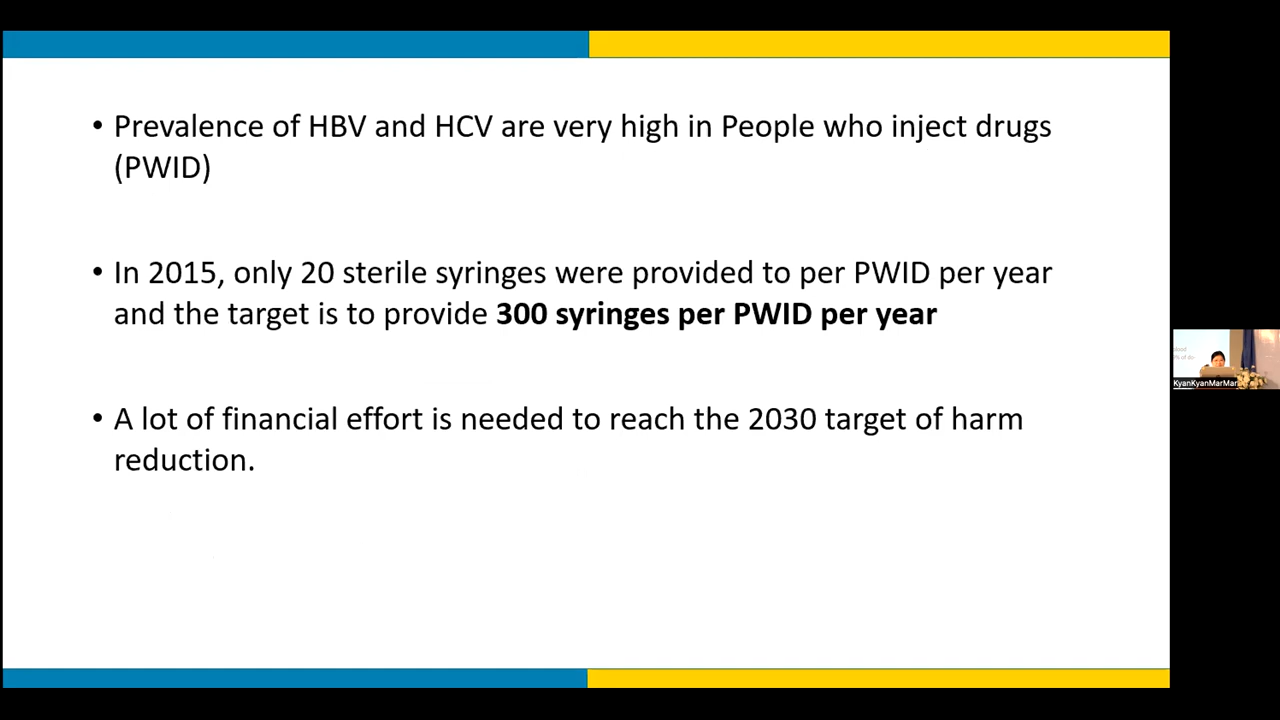 • Prevalence of HBV and HCV are very high in People who inject drugs
(PWID)
• In 2015, only 20 sterile syringes were provided to per PWID per year
and the target is to provide 300 syringes per PWID per year
• A lot of financial effort is needed to reach the 2030 target of harm
reduction.
KyanKyanMarMar